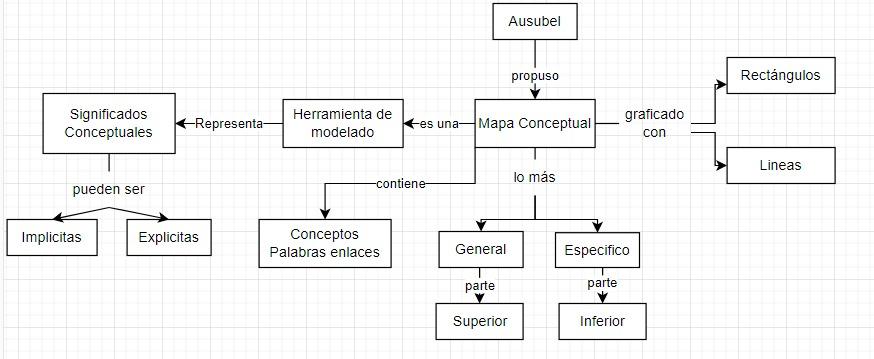 Ausubel
propuso
Rectángulos
Significados
Conceptuales
Representa
Herramienta de
modelado
es una
Mapa Conceptual
graficado
con
Lineas
pueden ser
contiene
lo más
Implicitas
Explicitas
Conceptos
Palabras enlaces
General
Especifico
parte
parte
Superior
Inferior